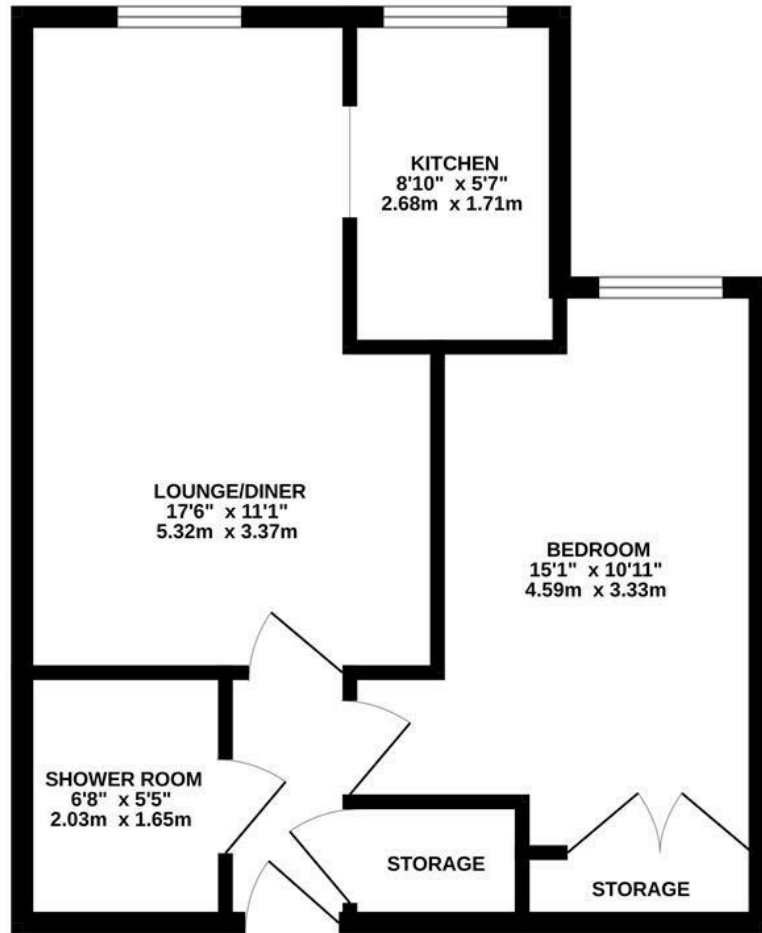 KITCHEN
8'10" x 5'7"
2.68m x 1.71m
LOUNGE/DINER
17'6" x 11'1"
5.32m x 3.37m
BEDROOM
15'1" x 10'11"
4.59m x 3.33m
SHOWER ROOM
6'8" x 5'5"
2.03m x 1.65m
STORAGE
STORAGE